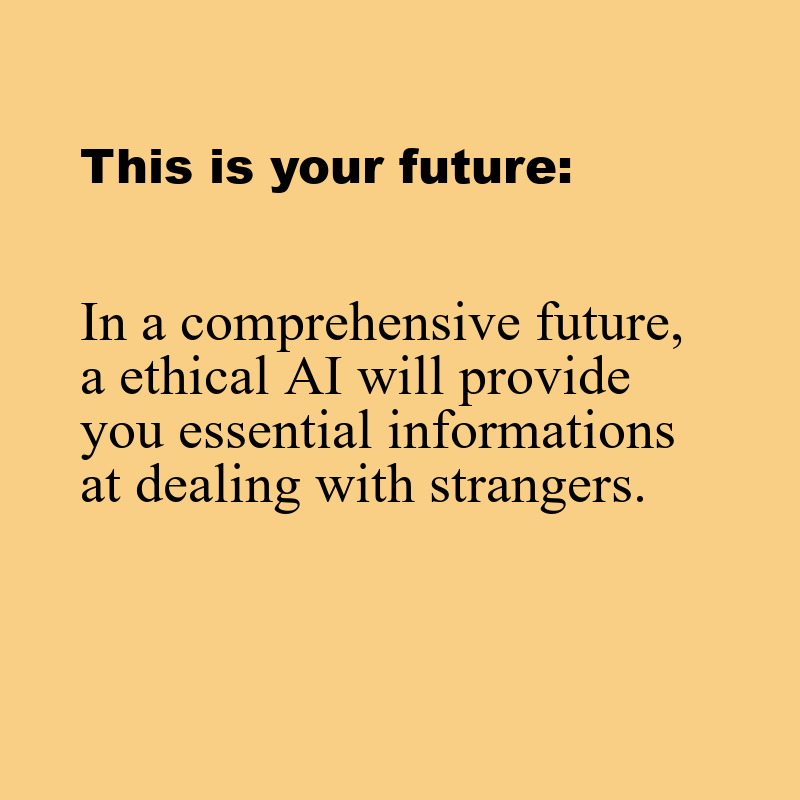 This is your future:
In a comprehensive future,
a ethical AI will provide
you essential informations
at dealing with strangers.